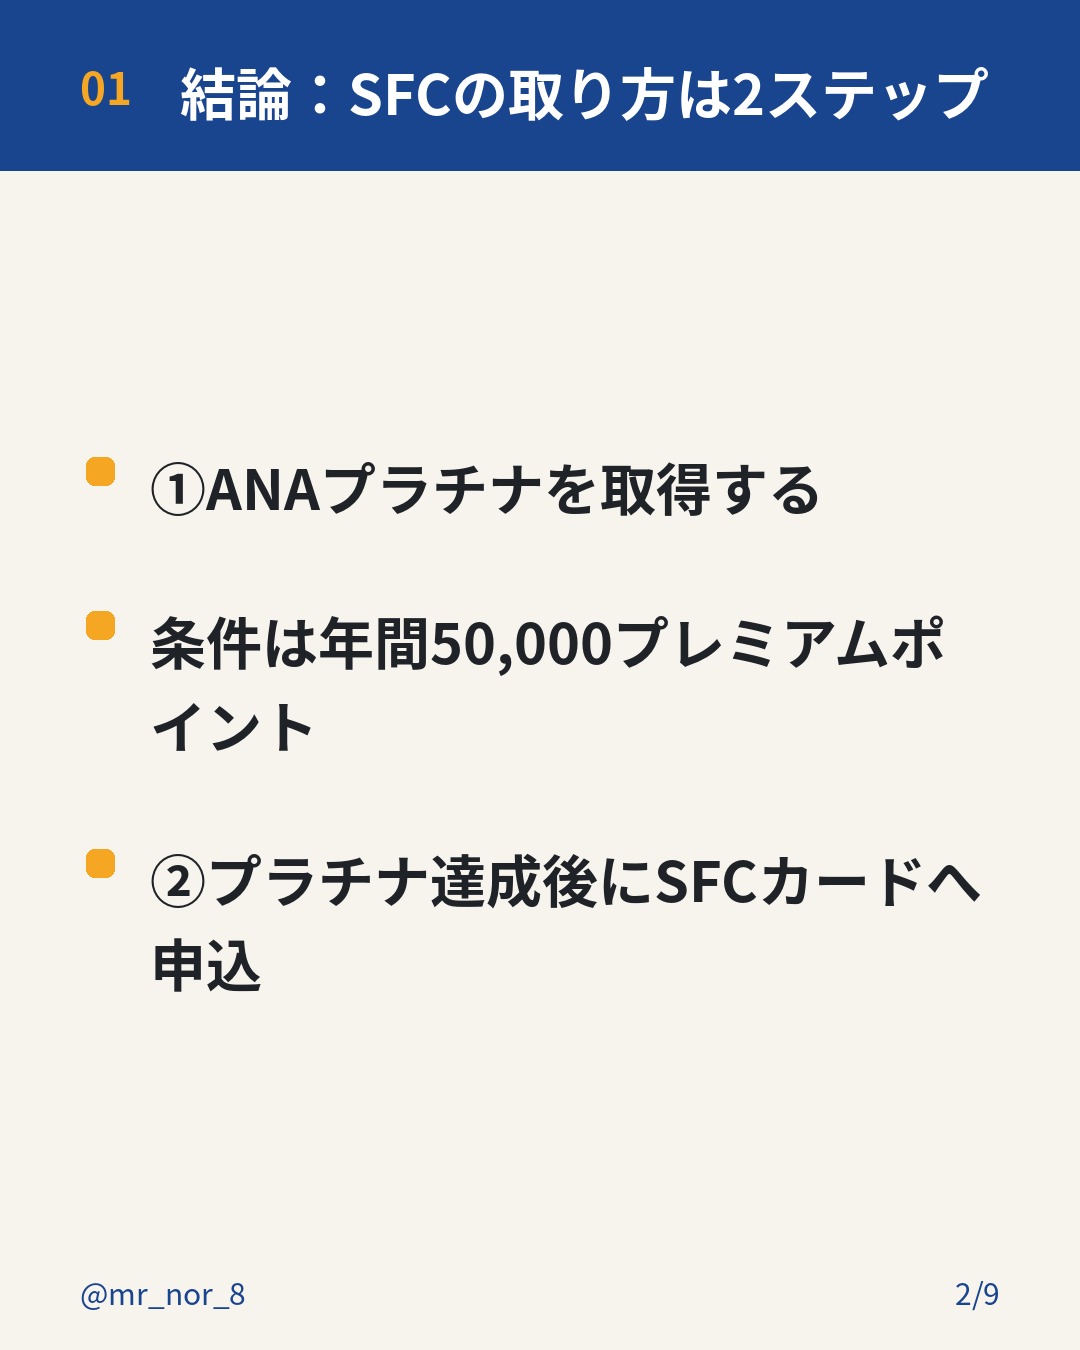 01 結論：SFCの取り方は2ステップ
①ANAプラチナを取得する
条件は年間50,000プレミアムポ
イント
②プラチナ達成後にSFCカードへ
申込
@mr_nor_8
2/9